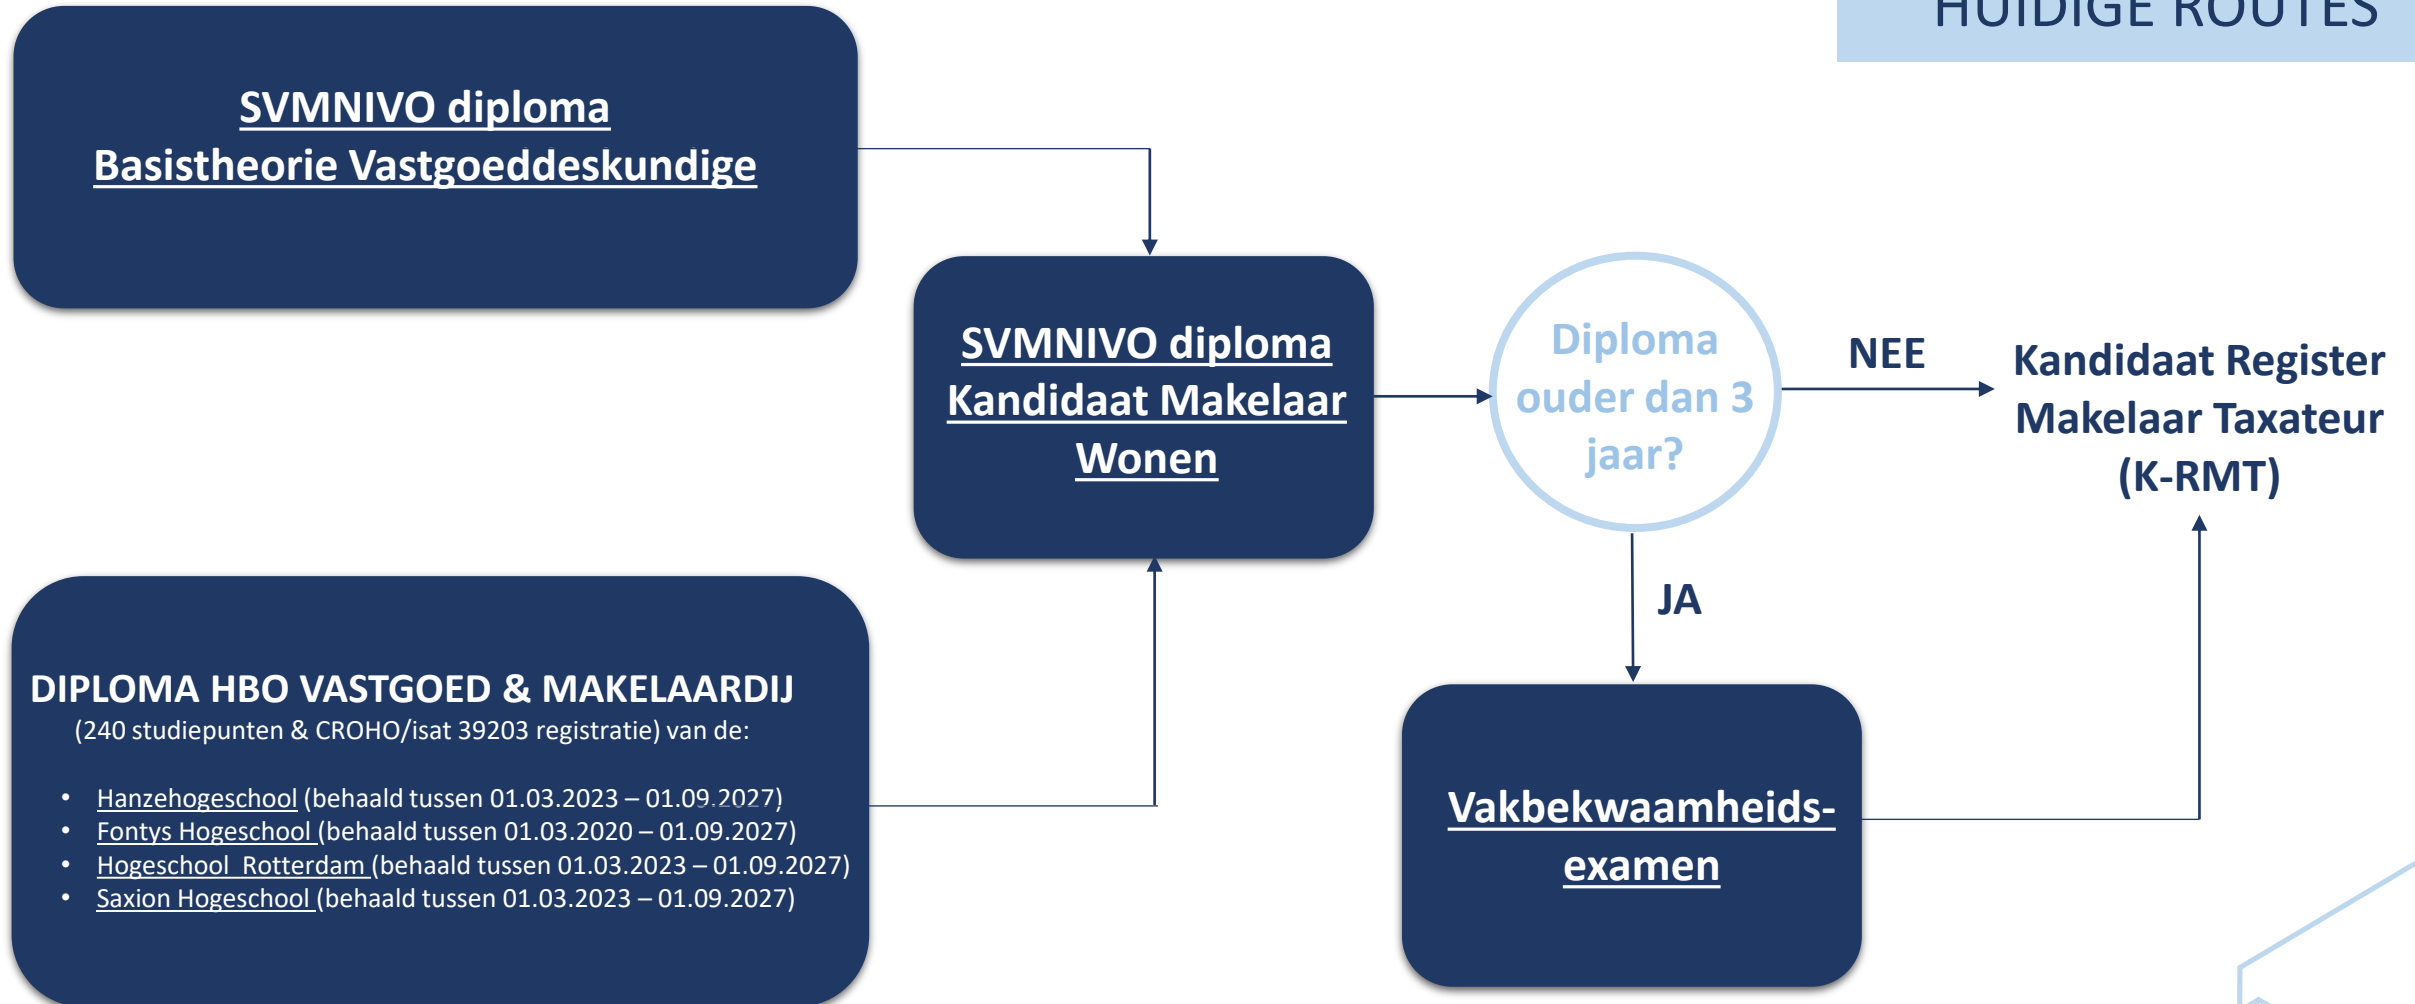 HUIDIGE ROUTES
SVMNIVO diploma
Basistheorie Vastgoeddeskundige
SVMNIVO diploma
Kandidaat Makelaar
Wonen
Diploma
ouder dan 3
jaar?
NEE
Kandidaat Register
Makelaar Taxateur
(K-RMT)
JA
DIPLOMA HBO VASTGOED & MAKELAARDIJ
(240 studiepunten & CROHO/isat 39203 registratie) van de:
• Hanzehogeschool (behaald tussen 01.03.2023 – 01.09.2027)
• Fontys Hogeschool (behaald tussen 01.03.2020 – 01.09.2027)
• Hogeschool Rotterdam (behaald tussen 01.03.2023 – 01.09.2027)
• Saxion Hogeschool (behaald tussen 01.03.2023 – 01.09.2027)
Vakbekwaamheids-
examen